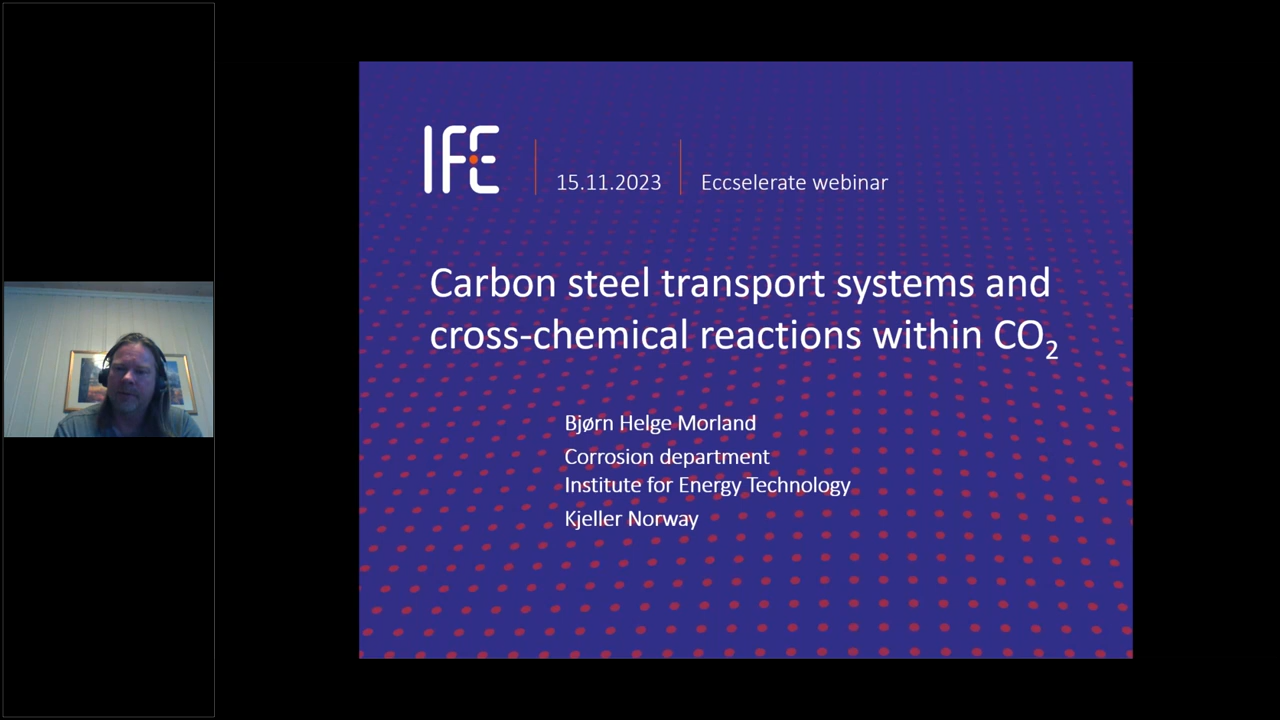 IFE
15.11.2023
Eccselerate webinar
Carbon steel transport systems and
cross-chemical reactions within CO₂
Bjørn Helge Morland
Corrosion department
Institute for Energy Technology
Kjeller Norway